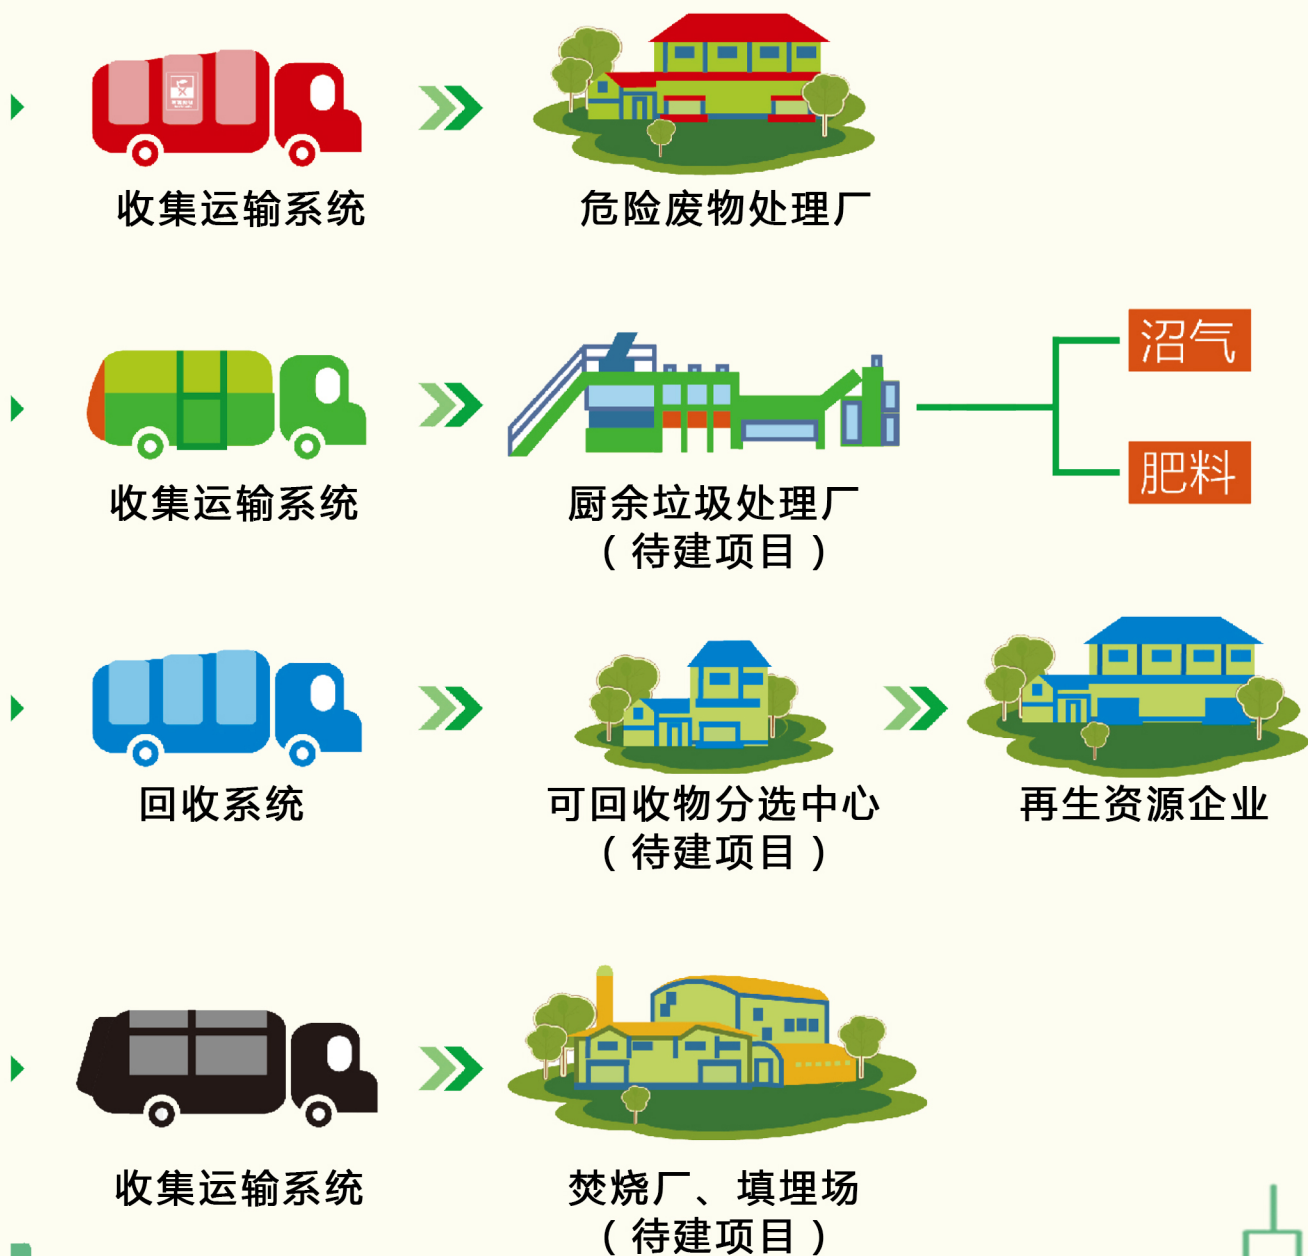 收集运输系统
危险废物处理厂
沼气
收集运输系统
厨余垃圾处理厂
（待建项目）
肥料
回收系统
可回收物分选中心
（待建项目）
再生资源企业
收集运输系统
焚烧厂、填埋场
（待建项目）